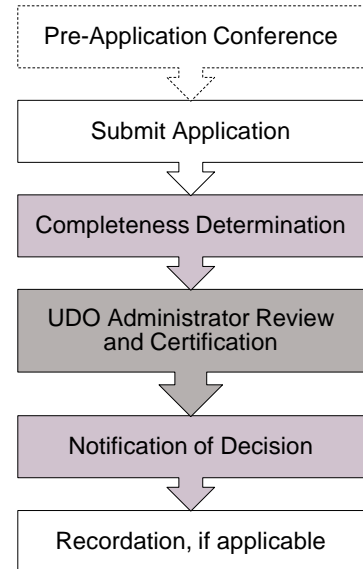 Pre-Application Conference
Submit Application
Completeness Determination
UDO Administrator Review
and Certification
Notification of Decision
Recordation, if applicable